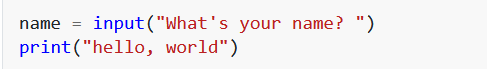 name = input("What's your name? ")
print("hello, world")